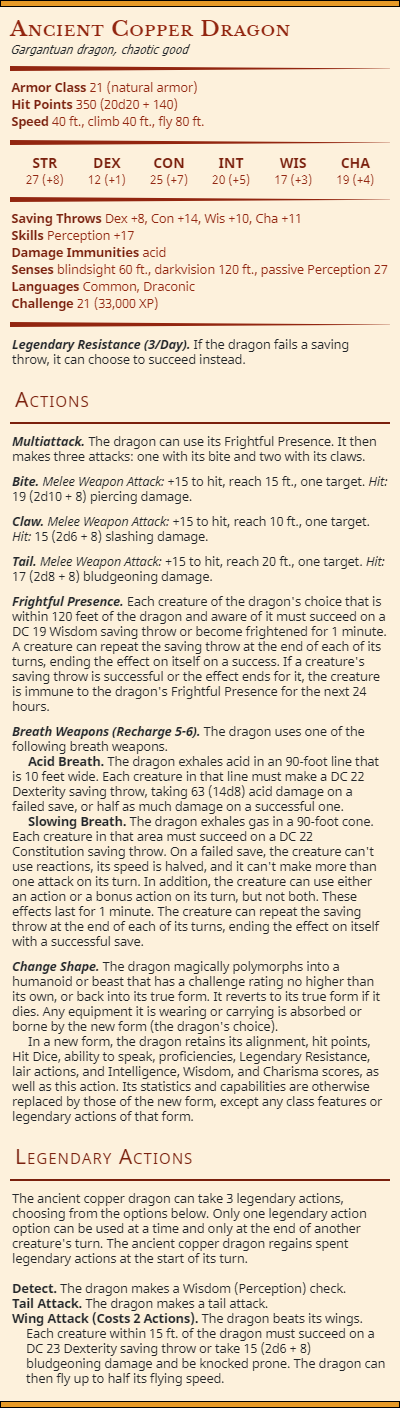 Ancient Copper Dragon
Gargantuan dragon, chaotic good
Armor Class 21 (natural armor)
Hit Points 350 (20d20 + 140)
Speed 40 ft., climb 40 ft., fly 80 ft.
STR DEX CON INT WIS CHA
27 (+8) 12 (+1) 25 (+7) 20 (+5) 17 (+3) 19 (+4)
Saving Throws Dex +8, Con +14, Wis +10, Cha +11
Skills Perception +17
Damage Immunities acid
Senses blindsight 60 ft., darkvision 120 ft., passive Perception 27
Languages Common, Draconic
Challenge 21 (33,000 XP)
Legendary Resistance (3/Day). If the dragon fails a saving
throw, it can choose to succeed instead.
Actions
Multiattack. The dragon can use its Frightful Presence. It then
makes three attacks: one with its bite and two with its claws.
Bite. Melee Weapon Attack: +15 to hit, reach 15 ft., one target. Hit:
19 (2d10 + 8) piercing damage.
Claw. Melee Weapon Attack: +15 to hit, reach 10 ft., one target.
Hit: 15 (2d6 + 8) slashing damage.
Tail. Melee Weapon Attack: +15 to hit, reach 20 ft., one target. Hit:
17 (2d8 + 8) bludgeoning damage.
Frightful Presence. Each creature of the dragon's choice that is
within 120 feet of the dragon and aware of it must succeed on a
DC 19 Wisdom saving throw or become frightened for 1 minute.
A creature can repeat the saving throw at the end of each of its
turns, ending the effect on itself on a success. If a creature's
saving throw is successful or the effect ends for it, the creature
is immune to the dragon's Frightful Presence for the next 24
hours.
Breath Weapons (Recharge 5-6). The dragon uses one of the
following breath weapons.
Acid Breath. The dragon exhales acid in an 90-foot line that
is 10 feet wide. Each creature in that line must make a DC 22
Dexterity saving throw, taking 63 (14d8) acid damage on a
failed save, or half as much damage on a successful one.
Slowing Breath. The dragon exhales gas in a 90-foot cone.
Each creature in that area must succeed on a DC 22
Constitution saving throw. On a failed save, the creature can't
use reactions, its speed is halved, and it can't make more than
one attack on its turn. In addition, the creature can use either
an action or a bonus action on its turn, but not both. These
effects last for 1 minute. The creature can repeat the saving
throw at the end of each of its turns, ending the effect on itself
with a successful save.
Change Shape. The dragon magically polymorphs into a
humanoid or beast that has a challenge rating no higher than
its own, or back into its true form. It reverts to its true form if it
dies. Any equipment it is wearing or carrying is absorbed or
borne by the new form (the dragon's choice).
In a new form, the dragon retains its alignment, hit points,
Hit Dice, ability to speak, proficiencies, Legendary Resistance,
lair actions, and Intelligence, Wisdom, and Charisma scores, as
well as this action. Its statistics and capabilities are otherwise
replaced by those of the new form, except any class features or
legendary actions of that form.
Legendary Actions
The ancient copper dragon can take 3 legendary actions,
choosing from the options below. Only one legendary action
option can be used at a time and only at the end of another
creature's turn. The ancient copper dragon regains spent
legendary actions at the start of its turn.
Detect. The dragon makes a Wisdom (Perception) check.
Tail Attack. The dragon makes a tail attack.
Wing Attack (Costs 2 Actions). The dragon beats its wings.
Each creature within 15 ft. of the dragon must succeed on a
DC 23 Dexterity saving throw or take 15 (2d6 + 8)
bludgeoning damage and be knocked prone. The dragon can
then fly up to half its flying speed.